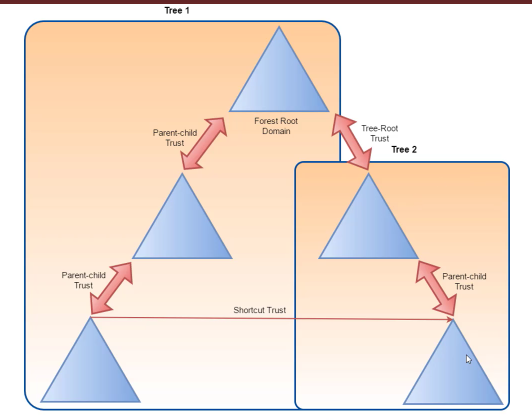 Tree 1
Forest Root
Domain
Parent-child
Trust
Tree-Root
Trust
Tree 2
Parent-child
Trust
Parent-child
Trust
Shortcut Trust